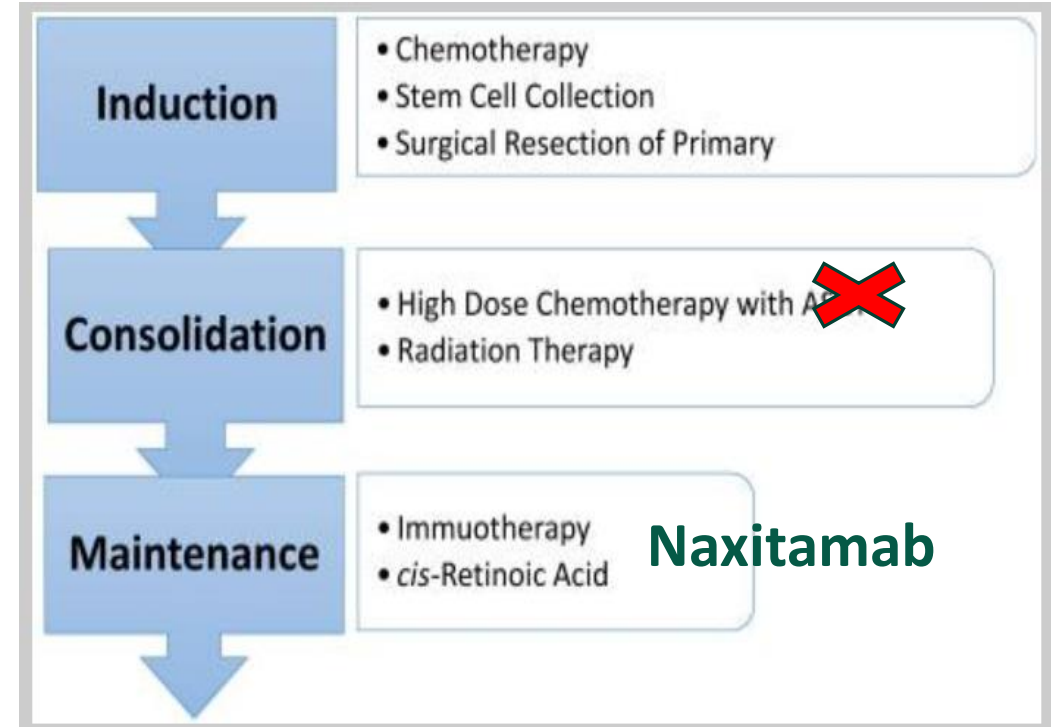 Induction
• Chemotherapy
• Stem Cell Collection
• Surgical Resection of Primary
Consolidation
• High Dose Chemotherapy with
• Radiation Therapy
Maintenance
• Immuotherapy
• cis-Retinoic Acid
Naxitamab